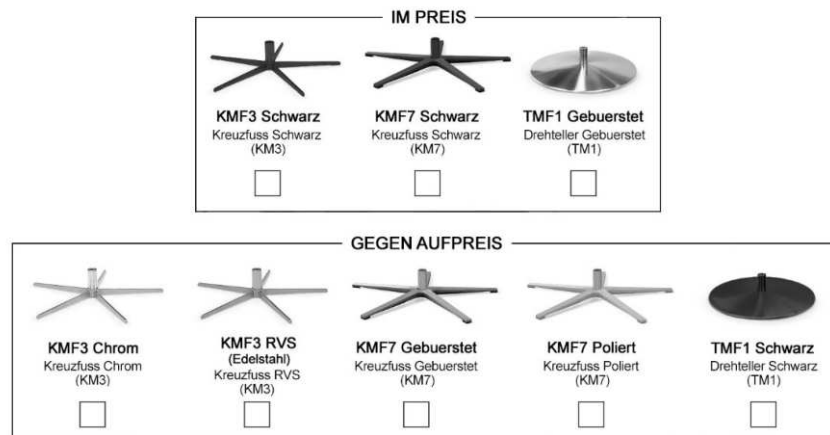 IM PREIS
KMF3 Schwarz
Kreuzfuss Schwarz
(KM3)
KMF7 Schwarz
Kreuzfuss Schwarz
(KM7)
TMF1 Gebuerstet
Drehteller Gebuerstet
(TM1)
GEGEN AUFPREIS
KMF3 Chrom
Kreuzfuss Chrom
(KM3)
KMF3 RVS
(Edelstahl)
Kreuzfuss RVS
(KM3)
KMF7 Gebuerstet
Kreuzfuss Gebuerstet
(KM7)
KMF7 Poliert
Kreuzfuss Poliert
(KM7)
TMF1 Schwarz
Drehteller Schwarz
(TM1)